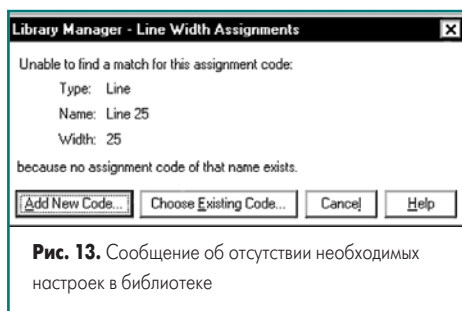 Library Manager - Line Width Assignments
Unable to find a match for this assignment code:
Type: Line
Name: Line 25
Width: 25
because no assignment code of that name exists.
Add New Code... Choose Existing Code... Cancel Help
Рис. 13. Сообщение об отсутствии необходимых
настроек в библиотеке